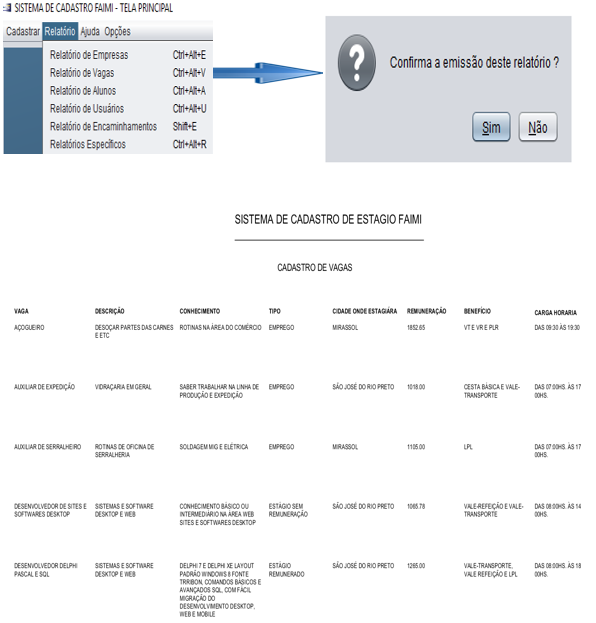 SISTEMA DE CADASTRO FAIMI - TELA PRINCIPAL
Cadastrar Relatório Ajuda Opções
Relatório de Empresas Ctrl+Alt+E
Relatório de Vagas Ctrl+Alt+V
Relatório de Alunos Ctrl+Alt+A
Relatório de Usuários Ctrl+Alt+U
Relatório de Encaminhamentos Shift+E
Relatórios Específicos Ctrl+Alt+R
Confirma a emissão deste relatório ?
Sim Não
SISTEMA DE CADASTRO DE ESTAGIO FAIMI
CADASTRO DE VAGAS
VAGA DESCRIÇÃO CONHECIMENTO TIPO CIDADE ONDE ESTAGIÁRA REMUNERAÇÃO BENEFÍCIO CARGA HORARIA
AÇOGUEIRO DESOÇAR PARTES DAS CARNES ROTINAS NA ÁREA DO COMÉRCIO EMPREGO MIRASSOL 1852.65 VT E VR E PLR DAS 09:30 ÀS 19:30
E ETC
AUXILIAR DE EXPEDIÇÃO VIDRAÇARIA EM GERAL SABER TRABALHAR NA LINHA DE EMPREGO SÃO JOSÉ DO RIO PRETO 1018.00 CESTA BÁSICA E VALE- DAS 07:00HS. ÀS 17
PRODUÇÃO E EXPEDIÇÃO TRANSPORTE 00HS.
AUXILIAR DE SERRALHEIRO ROTINAS DE OFICINA DE SOLDAGEM MIG E ELÉTRICA EMPREGO MIRASSOL 1105.00 LPL DAS 07:00HS. ÀS 17
SERRALHERIA 00HS.
DESENVOLVEDOR DE SITES E SISTEMAS E SOFTWARE CONHECIMENTO BÁSICO OU ESTÁGIO SEM SÃO JOSÉ DO RIO PRETO 1065.78 VALE-REFEIÇÃO E VALE- DAS 08:00HS. ÀS 14
SOFTWARES DESKTOP DESKTOP E WEB INTERMEDIÁRIO NA ÁREA WEB REMUNERAÇÃO TRANSPORTE 00HS.
SITES E SOFTWARES DESKTOP
DESENVOLVEDOR DELPHI SISTEMAS E SOFTWARE DELPHI 7 E DELPHI XE LAYOUT ESTÁGIO SÃO JOSÉ DO RIO PRETO 1265.00 VALE-TRANSPORTE, DAS 08:00HS. ÀS 18
PASCAL E SQL DESKTOP E WEB PADRÃO WINDOWS 8 FONTE REMUNERADO VALE REFEIÇÃO E LPL 00HS.
TRRIBON, COMANDOS BÁSICOS E
AVANÇADOS SQL, COM FACIL
MIGRAÇÃO DO
DESENVOLVIMENTO DESKTOP,
WEB E MOBILE